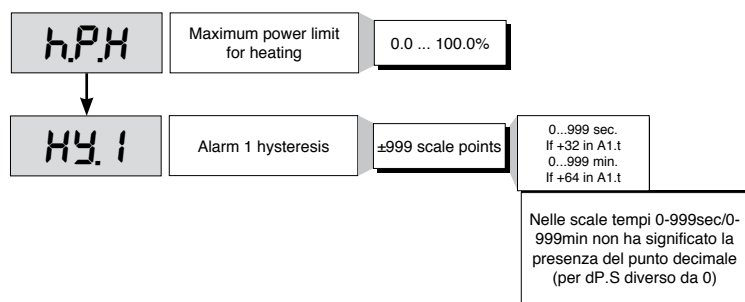 h.P.H
Maximum power limit
for heating
0.0 ... 100.0%
HY. 1
Alarm 1 hysteresis
±999 scale points
0...999 sec.
If +32 in A1.t
0...999 min.
If +64 in A1.t
Nelle scale tempi 0-999sec/0-
999min non ha significato la
presenza del punto decimale
(per dP.S diverso da 0)